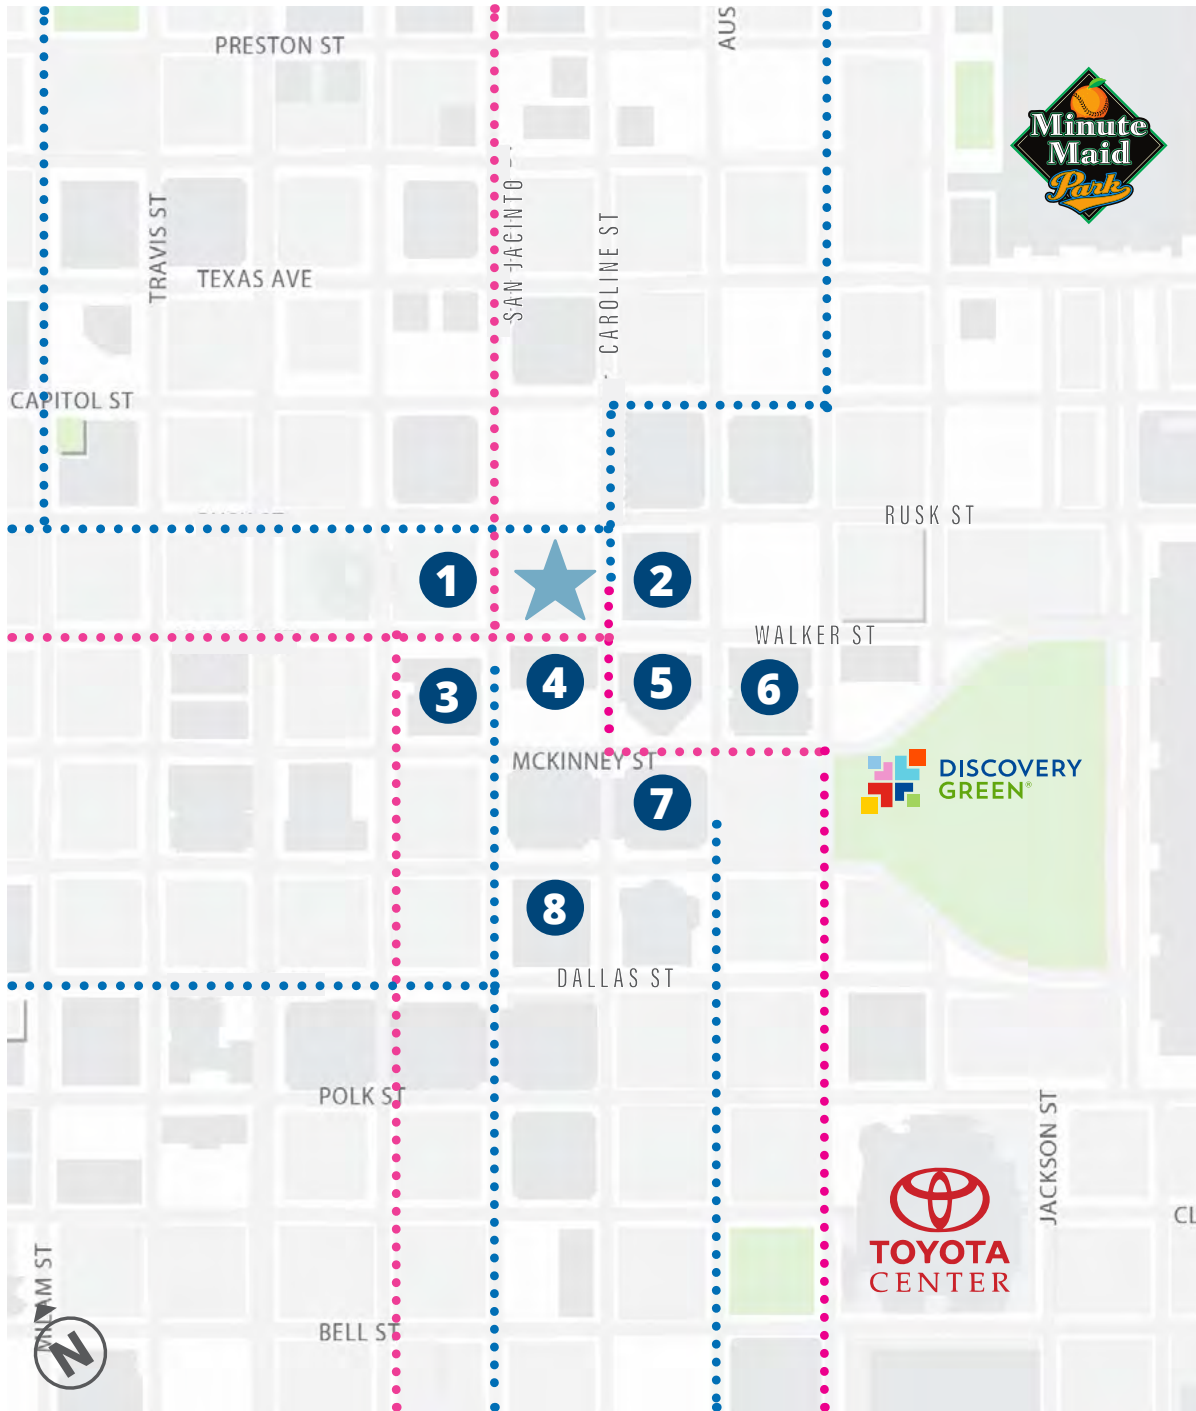 PRESTON ST
AUS
Minute
Maid
Park
TRAVIS ST
SAN JACINTO
CAROLINE ST
TEXAS AVE
CAPITOL ST
RUSK ST
1
2
WALKER ST
3
4
5
6
MCKINNEY ST
DISCOVERY
GREEN®
7
8
DALLAS ST
POLK ST
JACKSON ST
TOYOTA
CENTER
CL
MILAM ST
BELL ST
N